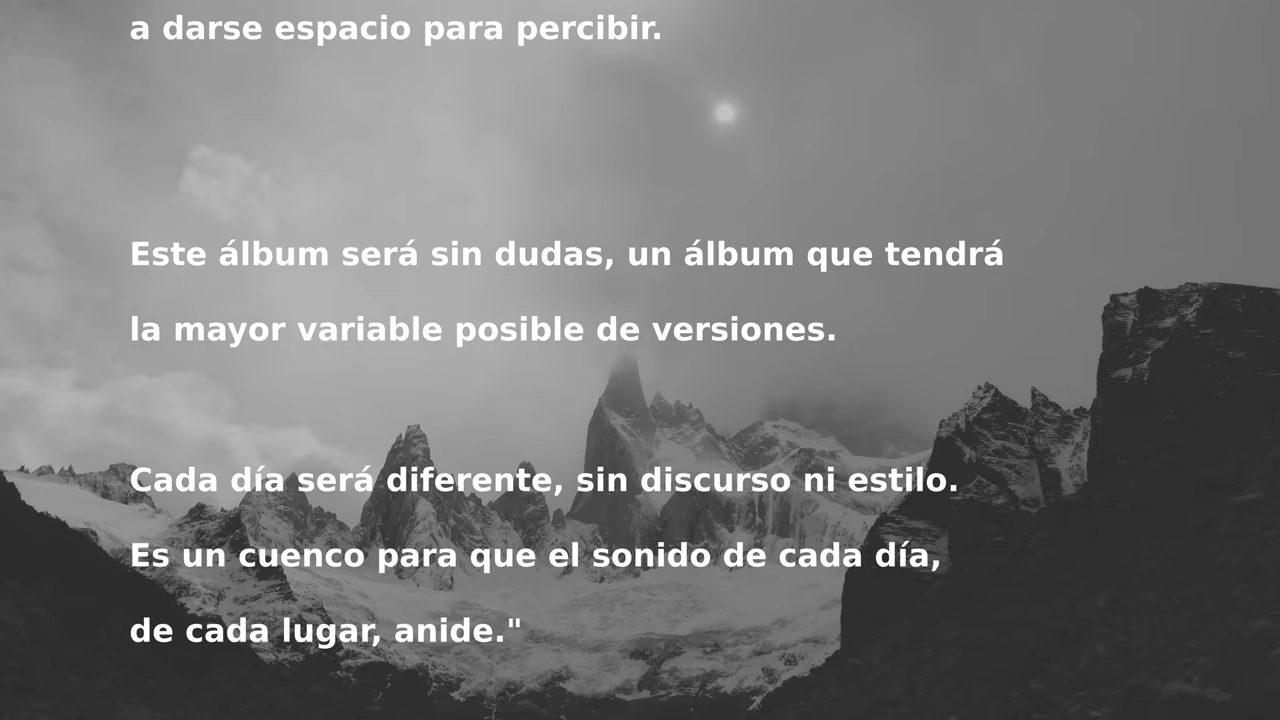 a darse espacio para percibir.
Este álbum será sin dudas, un álbum que tendrá
la mayor variable posible de versiones.
Cada día será diferente, sin discurso ni estilo.
Es un cuenco para que el sonido de cada día,
de cada lugar, anide."